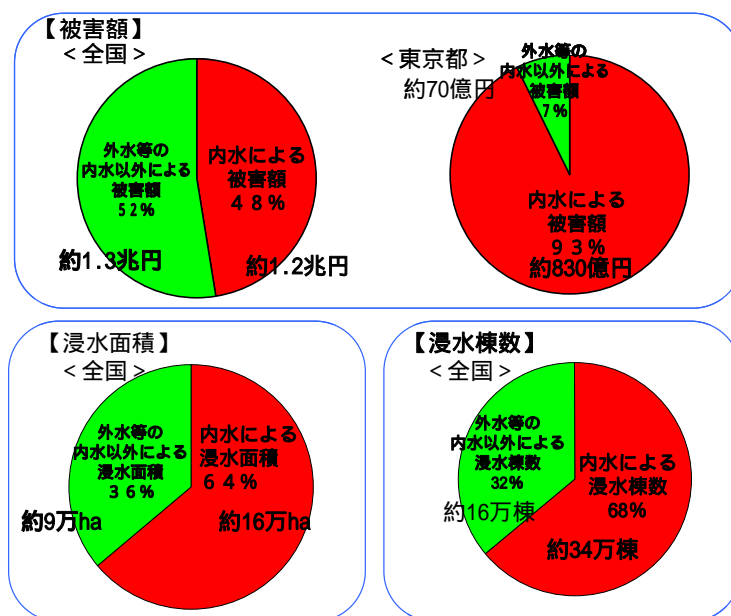 【被害額】
＜全国＞
外水等の
内水以外による
被害額
52％
約1.3兆円
内水による
被害額
４８％
約1.2兆円
＜東京都＞
約70億円
外水等の
内水以外による
被害額
7％
内水による
被害額
９３％
約830億円
【浸水面積】
＜全国＞
外水等の
内水以外による
浸水面積
３６％
約9万ha
内水による
浸水面積
６４％
約16万ha
【浸水棟数】
＜全国＞
外水等の
内水以外による
浸水棟数
32%
約16万棟
内水による
浸水棟数
68%
約34万棟